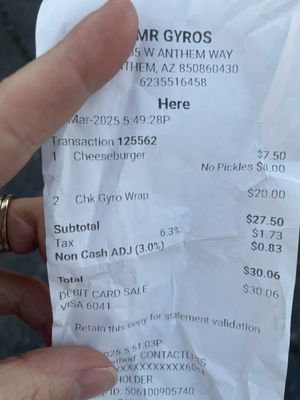 MR GYROS
5 W ANTHEM WAY
THEM, AZ 850860430
6235516458
Here
Mar-2025 5:49:28P
Transaction 125562
1 Cheeseburger $7.50
No Pickles $0.00
2 Chk Gyro Wrap $20.00
Subtotal $27.50
Tax 6.3% $1.73
Non Cash ADJ (3.0%) $0.83
Total $30.06
DEBIT CARD SALE $30.06
VISA 6041
Retain this copy for statement validation
2025 5:51:03P
CONTACTLESS
XXXXXXXXXXXX6041
HOLDER
ID: 506100905740